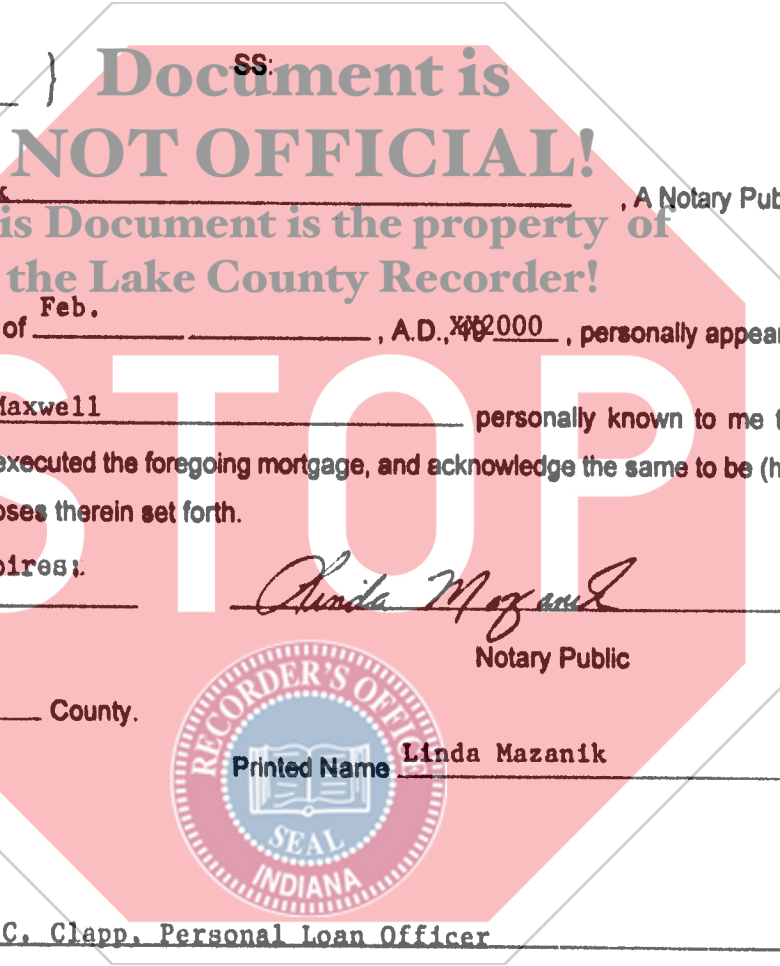 } SS:
Document is
NOT OFFICIAL!
, A Notary Pub
is Document is the property of
the Lake County Recorder!
of Feb. , A.D., 2000 , personally appear
Maxwell personally known to me t
executed the foregoing mortgage, and acknowledge the same to be (h
oses therein set forth.
STOP
pires:
Linda Mazanik
Notary Public
County.
RECORDER'S OFFICE
Printed Name Linda Mazanik
SEAL
INDIANA
C. Clapp, Personal Loan Officer